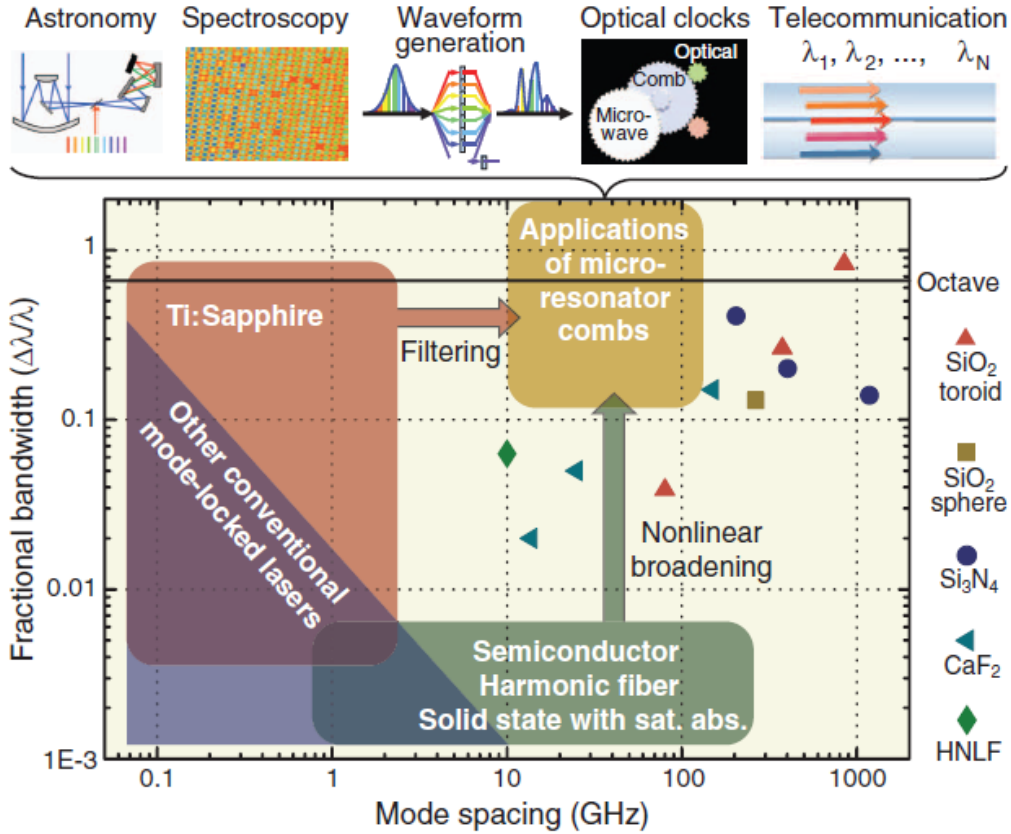 Astronomy
Spectroscopy
Waveform
generation
Optical clocks
Telecommunication
Optical
Comb
Micro-
wave
λ₁, λ₂, ..., λ_N
Applications
of micro-
resonator
combs
Ti:Sapphire
Filtering
Other conventional
mode-locked lasers
Nonlinear
broadening
Semiconductor
Harmonic fiber
Solid state with sat. abs.
Octave
SiO₂
toroid
SiO₂
sphere
Si₃N₄
CaF₂
HNLF
Fractional bandwidth (Δλ/λ)
1
0.1
0.01
1E-3
0.1
1
10
100
1000
Mode spacing (GHz)